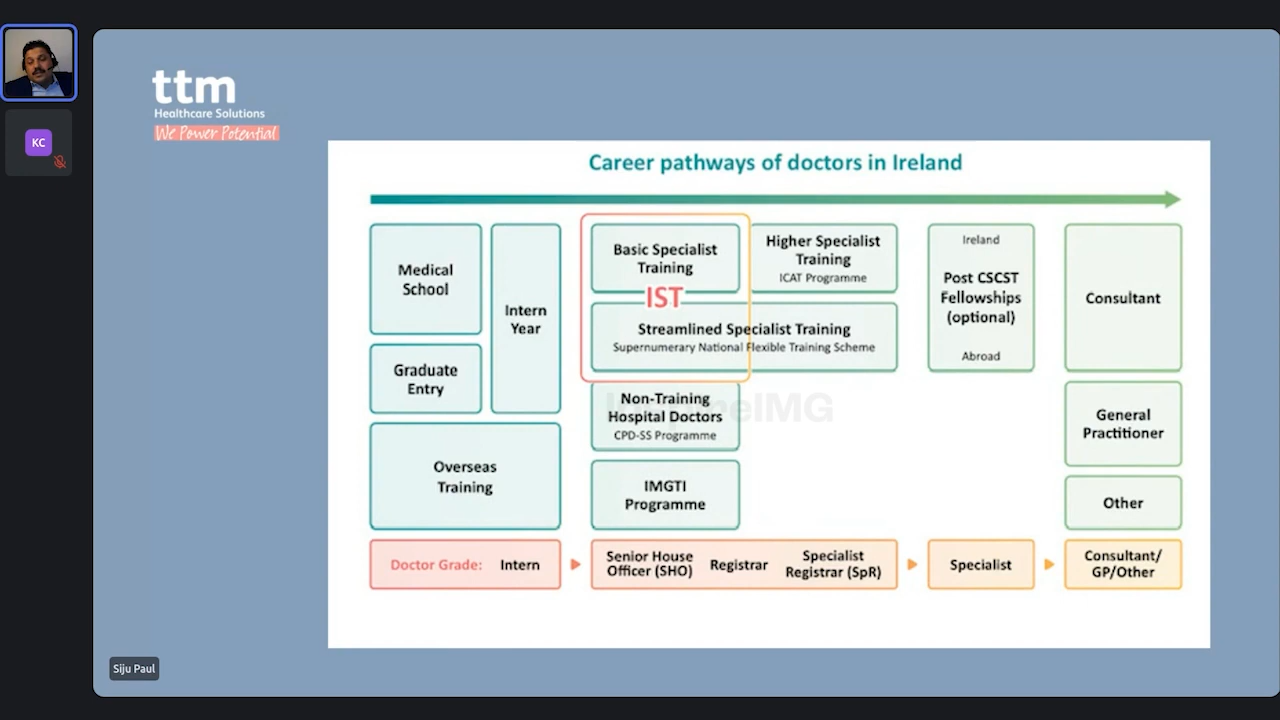 ttm
Healthcare Solutions
We Power Potential
KC
Career pathways of doctors in Ireland
Medical
School
Graduate
Entry
Overseas
Training
Intern
Year
Basic Specialist
Training
IST
Higher Specialist
Training
ICAT Programme
Streamlined Specialist Training
Supernumerary National Flexible Training Scheme
Non-Training
Hospital Doctors
CPD-SS Programme
IMGTI
Programme
Ireland
Post CSCST
Fellowships
(optional)
Abroad
Consultant
General
Practitioner
Other
Doctor Grade: Intern
Senior House
Officer (SHO)
Registrar
Specialist
Registrar (SpR)
Specialist
Consultant/
GP/Other
Siju Paul